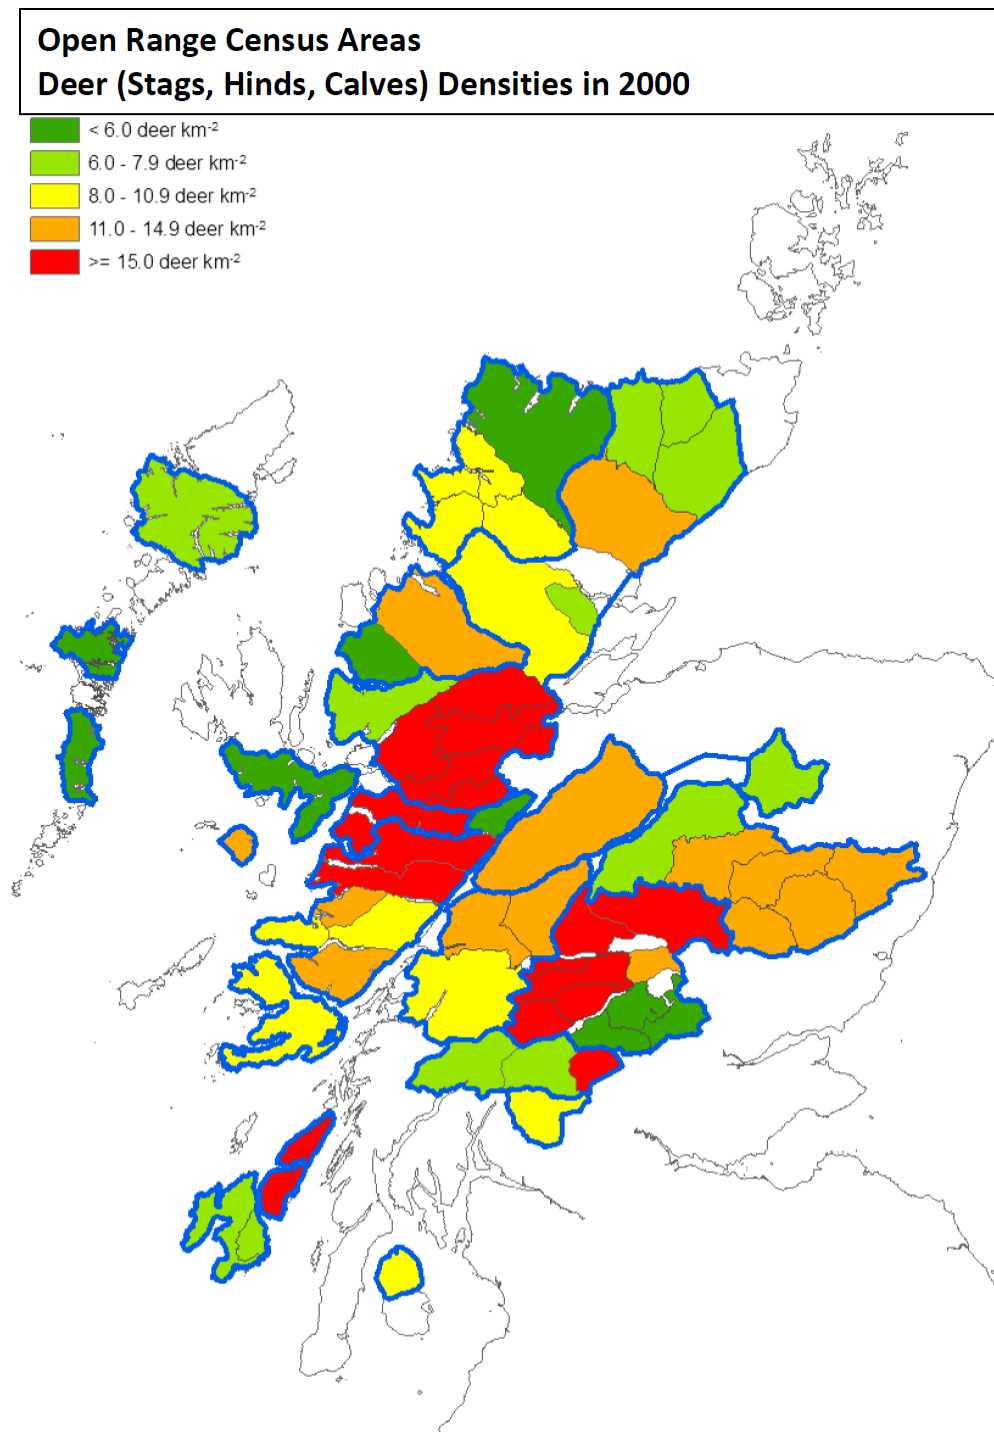 Open Range Census Areas
Deer (Stags, Hinds, Calves) Densities in 2000
< 6.0 deer km-2
6.0 - 7.9 deer km-2
8.0 - 10.9 deer km-2
11.0 - 14.9 deer km-2
>= 15.0 deer km-2